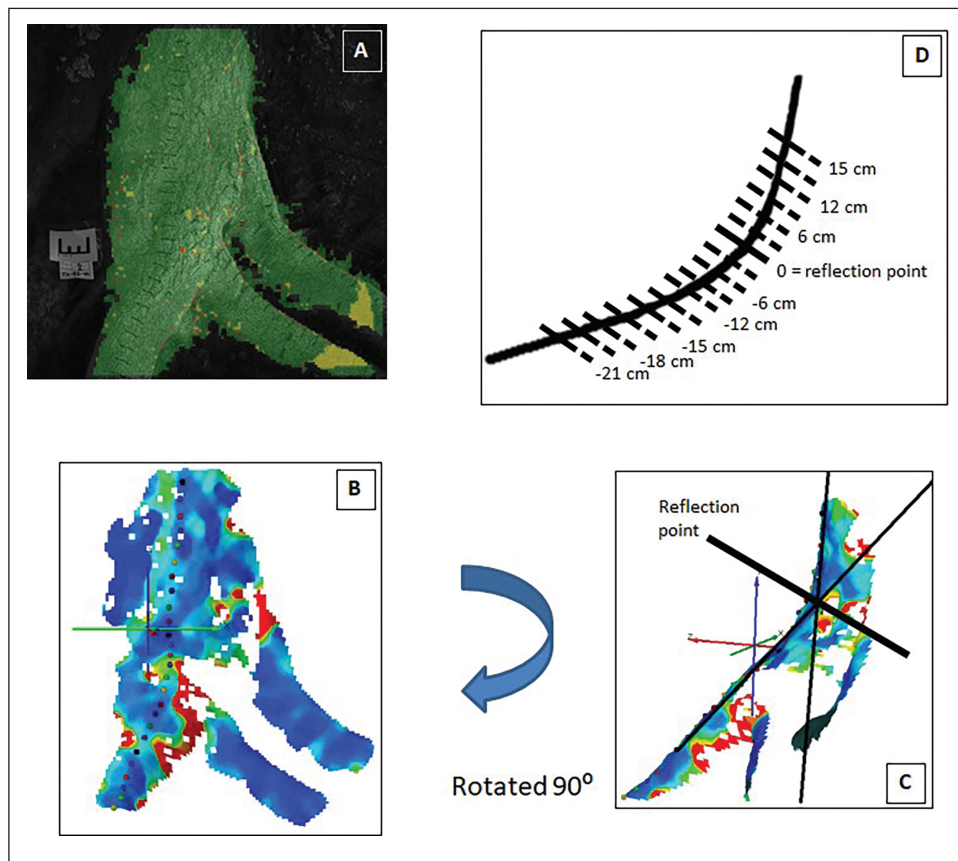 A
D
15 cm
12 cm
6 cm
0 = reflection point
-6 cm
-12 cm
-15 cm
-18 cm
-21 cm
B
Reflection
point
z
x
Rotated 90⁰
C